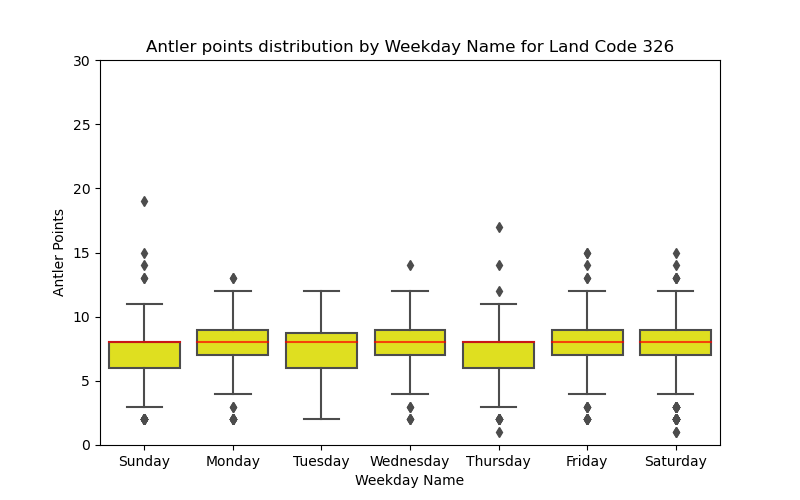 Antler points distribution by Weekday Name for Land Code 326
Antler Points
30
25
20
15
10
5
0
Sunday Monday Tuesday Wednesday Thursday Friday Saturday
Weekday Name